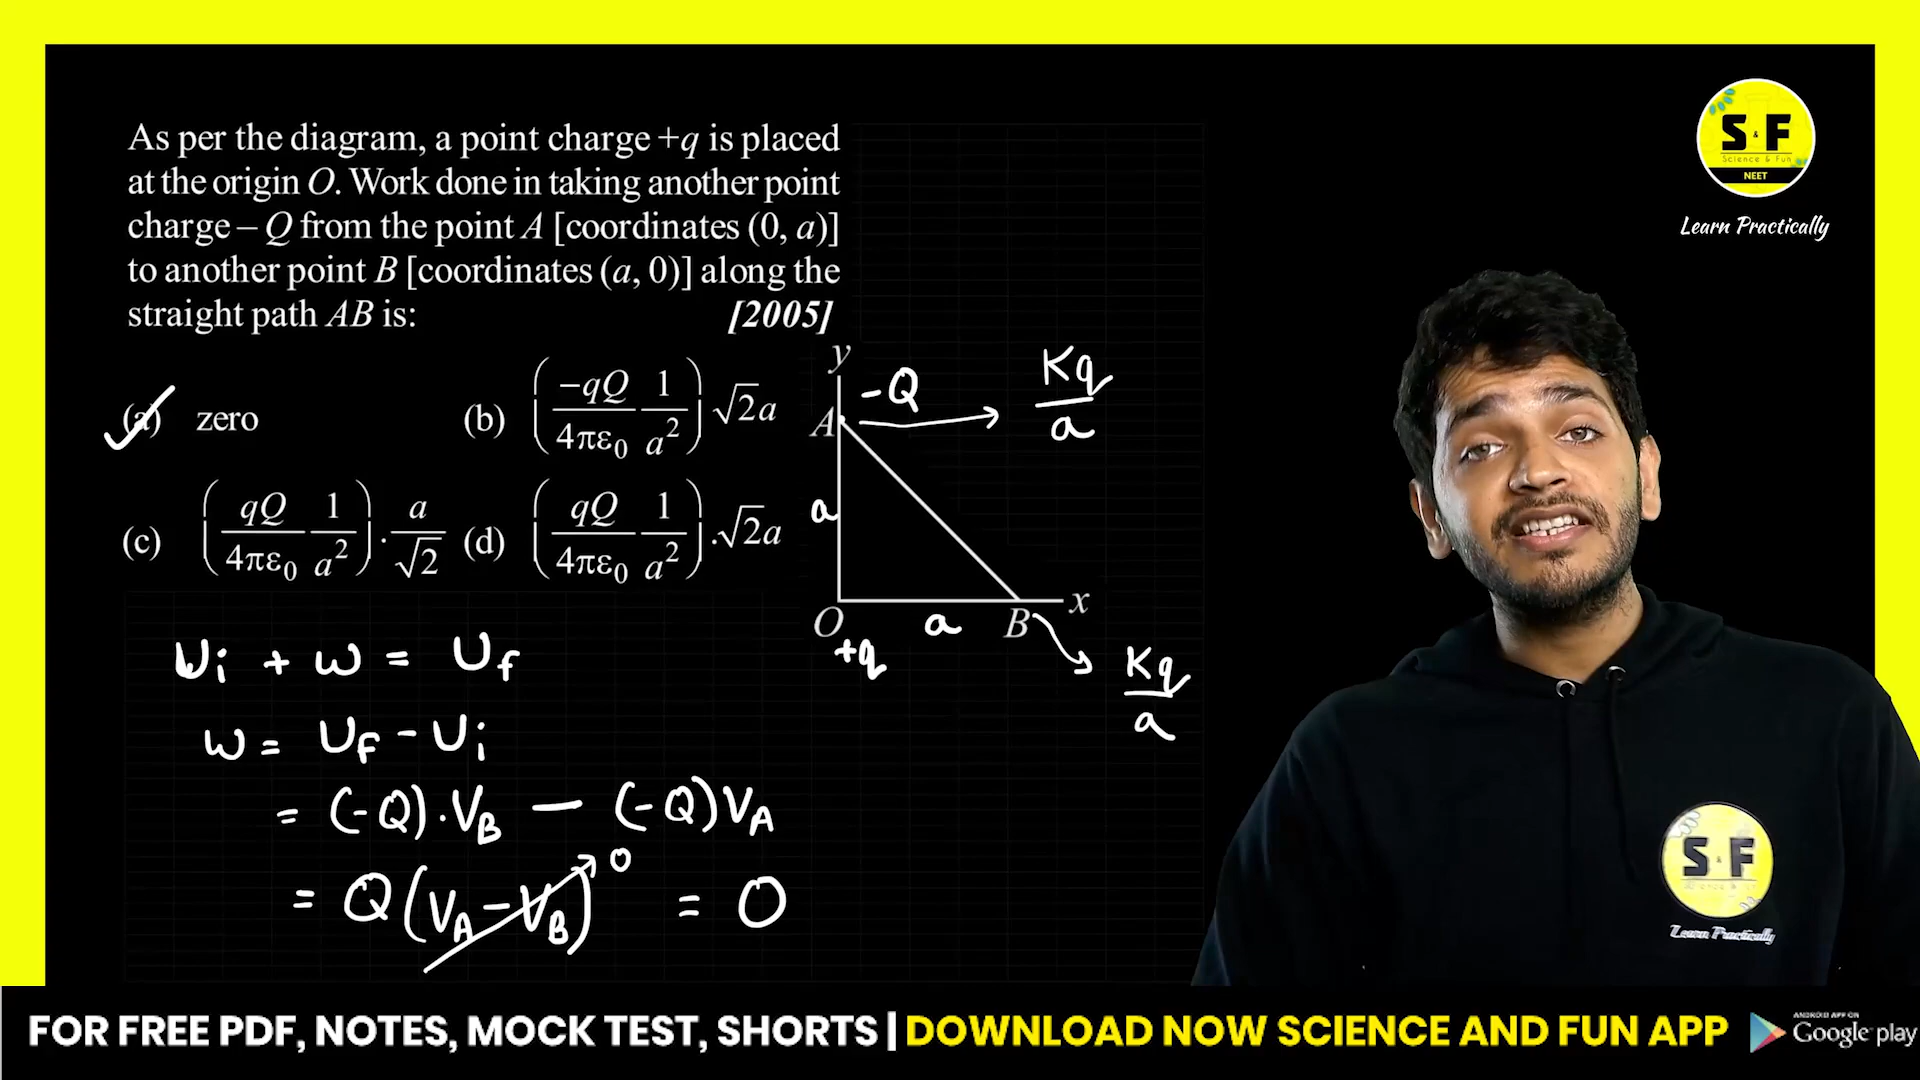 As per the diagram, a point charge +q is placed
at the origin O. Work done in taking another point
charge – Q from the point A [coordinates (0, a)]
to another point B [coordinates (a, 0)] along the
straight path AB is: [2005]
(a) zero (b) (−qQ/4πε₀ 1/a²) √2a
(c) (qQ/4πε₀ 1/a²) · a/√2 (d) (qQ/4πε₀ 1/a²) .√2a
y
-Q
Kq/a
A
a
O
a
B
x
+q
Kq/a
Ui + w = Uf
w = Uf - Ui
= (-Q).VB — (-Q)VA
= Q(VA-VB) 0 = 0
S&F
Science & Fun
NEET
Learn Practically
S&F
Learn Practically
FOR FREE PDF, NOTES, MOCK TEST, SHORTS | DOWNLOAD NOW SCIENCE AND FUN APP
ANDROID APP ON
Google play